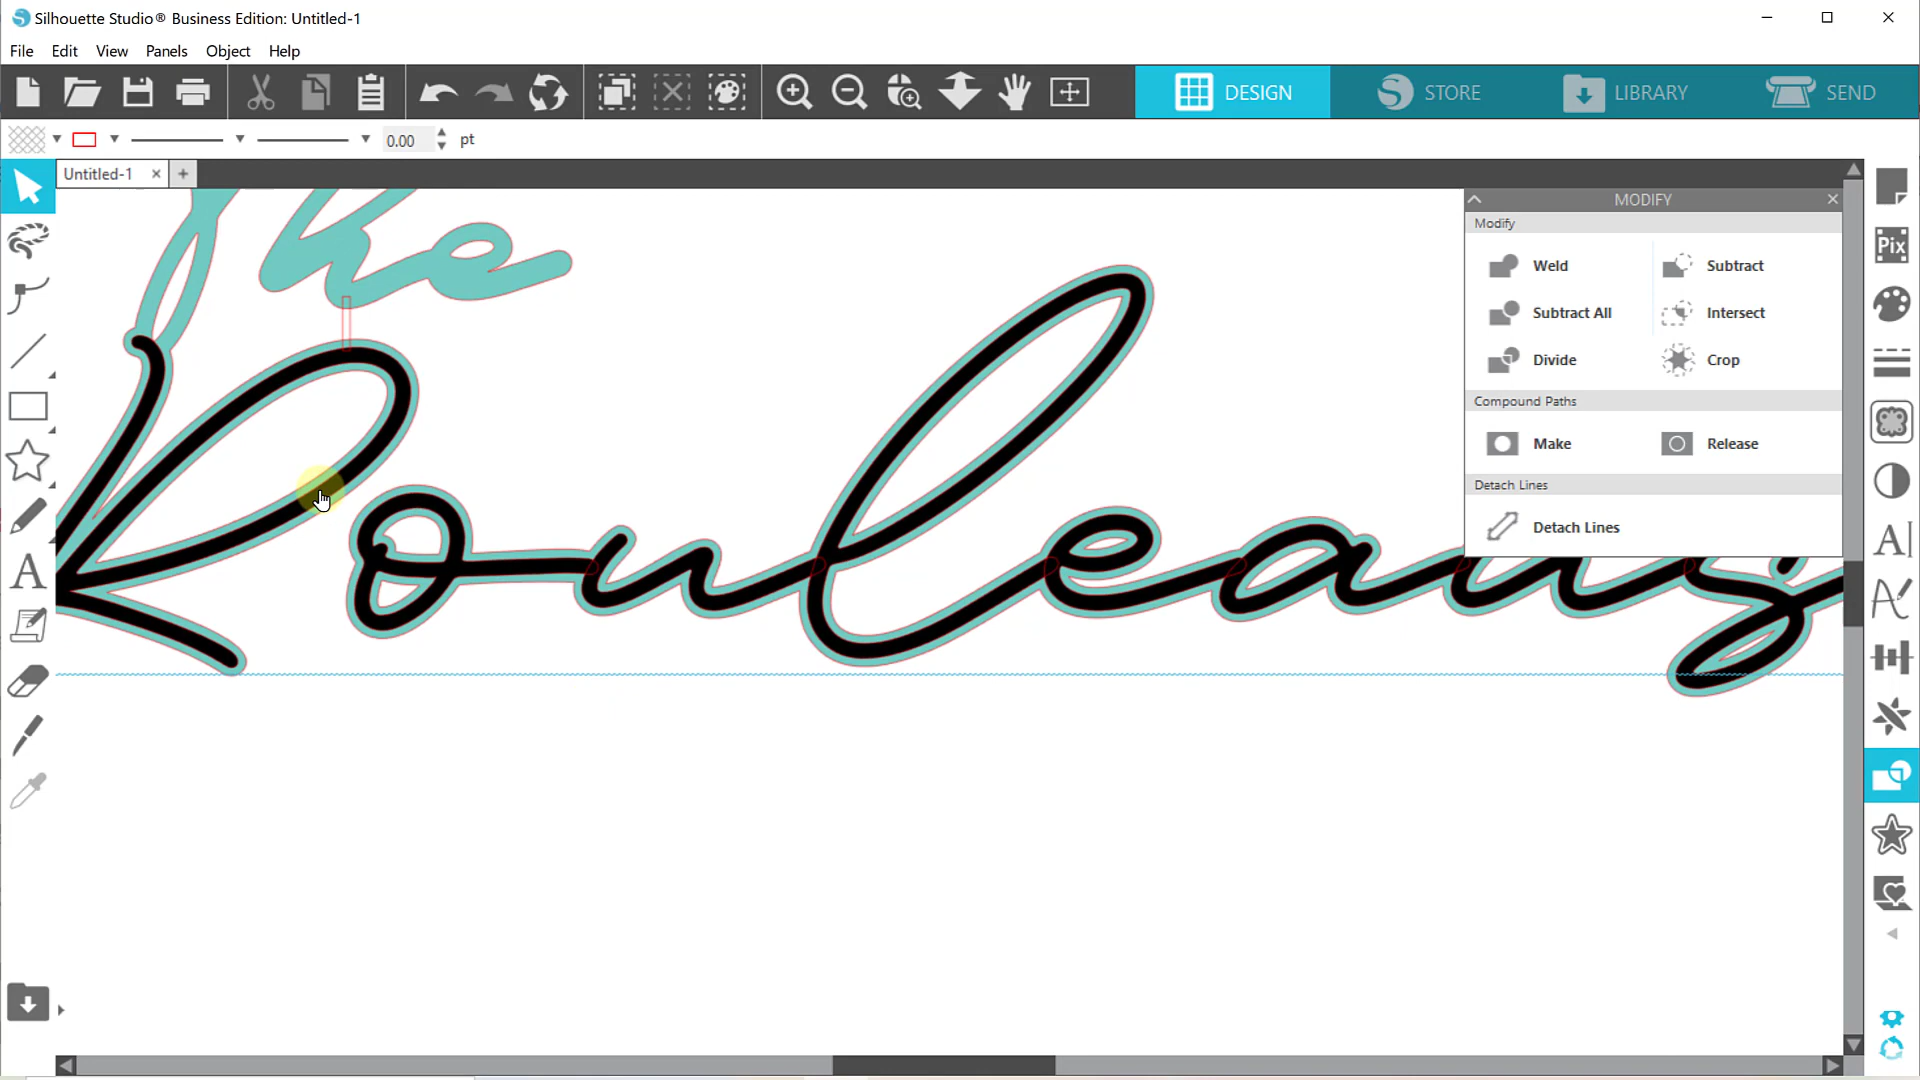 Silhouette Studio® Business Edition: Untitled-1
File Edit View Panels Object Help
DESIGN STORE LIBRARY SEND
0.00 pt
Untitled-1
MODIFY
Modify
Weld Subtract
Subtract All Intersect
Divide Crop
Compound Paths
Make Release
Detach Lines
Detach Lines
Pix
The
Rouleaus